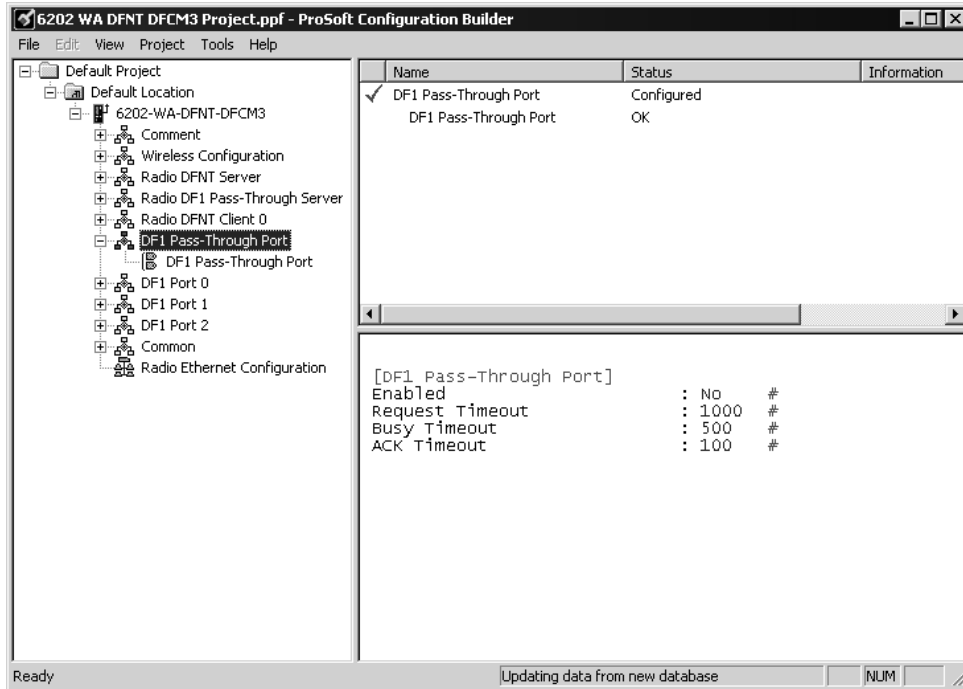 6202 WA DFNT DFCM3 Project.ppf - ProSoft Configuration Builder
File Edit View Project Tools Help
Default Project
Default Location
6202-WA-DFNT-DFCM3
Comment
Wireless Configuration
Radio DFNT Server
Radio DF1 Pass-Through Server
Radio DFNT Client 0
DF1 Pass-Through Port
DF1 Pass-Through Port
DF1 Port 0
DF1 Port 1
DF1 Port 2
Common
Radio Ethernet Configuration
Name Status Information
DF1 Pass-Through Port Configured
DF1 Pass-Through Port OK
[DF1 Pass-Through Port]
Enabled : No #
Request Timeout : 1000 #
Busy Timeout : 500 #
ACK Timeout : 100 #
Ready Updating data from new database NUM